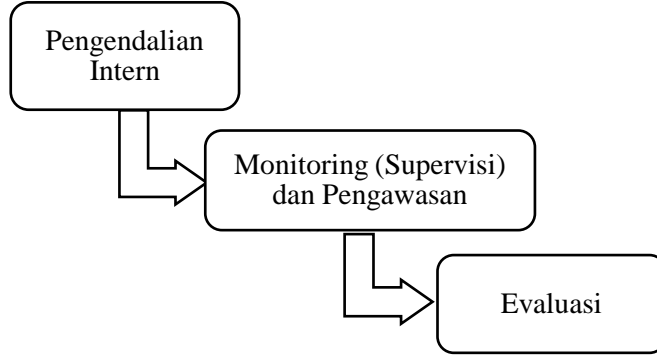 Pengendalian
Intern
Monitoring (Supervisi)
dan Pengawasan
Evaluasi